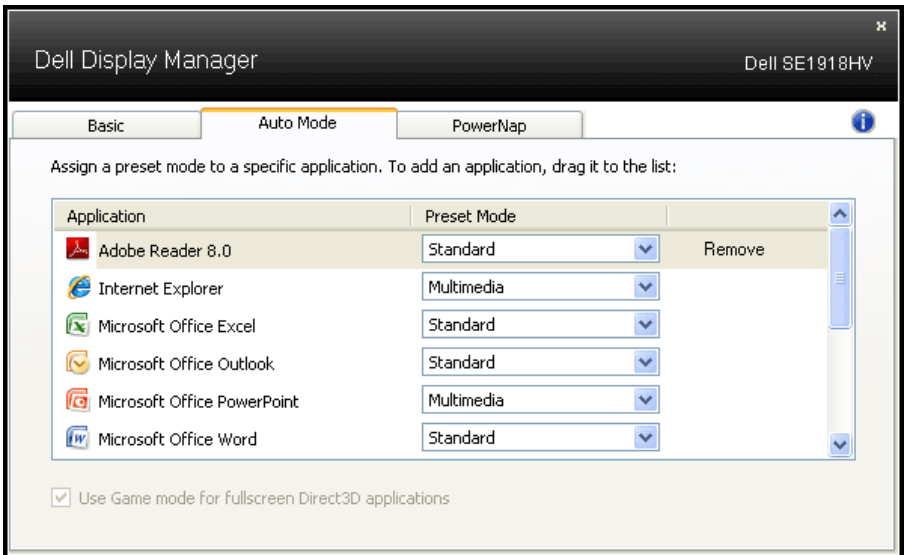 x
Dell Display Manager
Dell SE1918HV
Basic Auto Mode PowerNap
Assign a preset mode to a specific application. To add an application, drag it to the list:
Application Preset Mode
Adobe Reader 8.0 Standard Remove
Internet Explorer Multimedia
Microsoft Office Excel Standard
Microsoft Office Outlook Standard
Microsoft Office PowerPoint Multimedia
Microsoft Office Word Standard
Use Game mode for fullscreen Direct3D applications